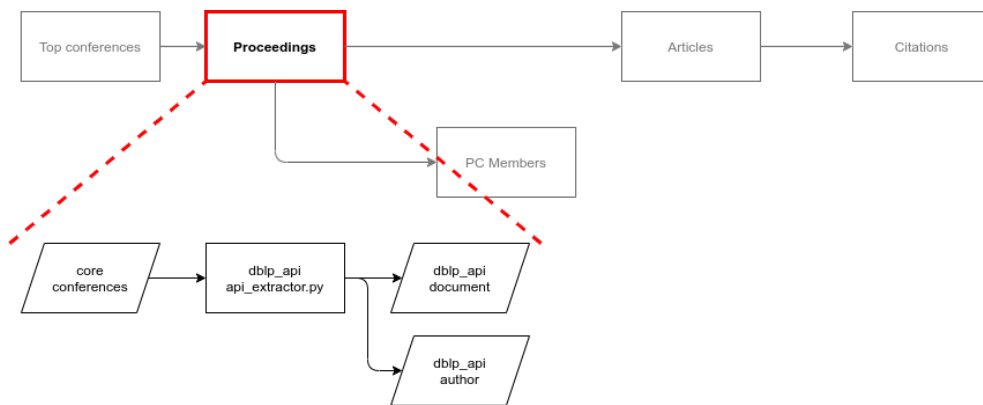 Top conferences
Proceedings
Articles
Citations
PC Members
core
conferences
dblp_api
api_extractor.py
dblp_api
document
dblp_api
author